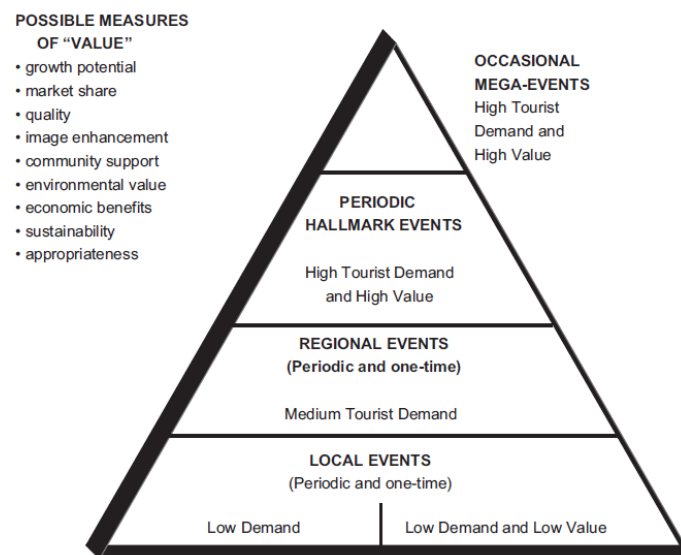 POSSIBLE MEASURES
OF “VALUE”
• growth potential
• market share
• quality
• image enhancement
• community support
• environmental value
• economic benefits
• sustainability
• appropriateness
OCCASIONAL
MEGA-EVENTS
High Tourist
Demand and
High Value
PERIODIC
HALLMARK EVENTS
High Tourist Demand
and High Value
REGIONAL EVENTS
(Periodic and one-time)
Medium Tourist Demand
LOCAL EVENTS
(Periodic and one-time)
Low Demand
Low Demand and Low Value